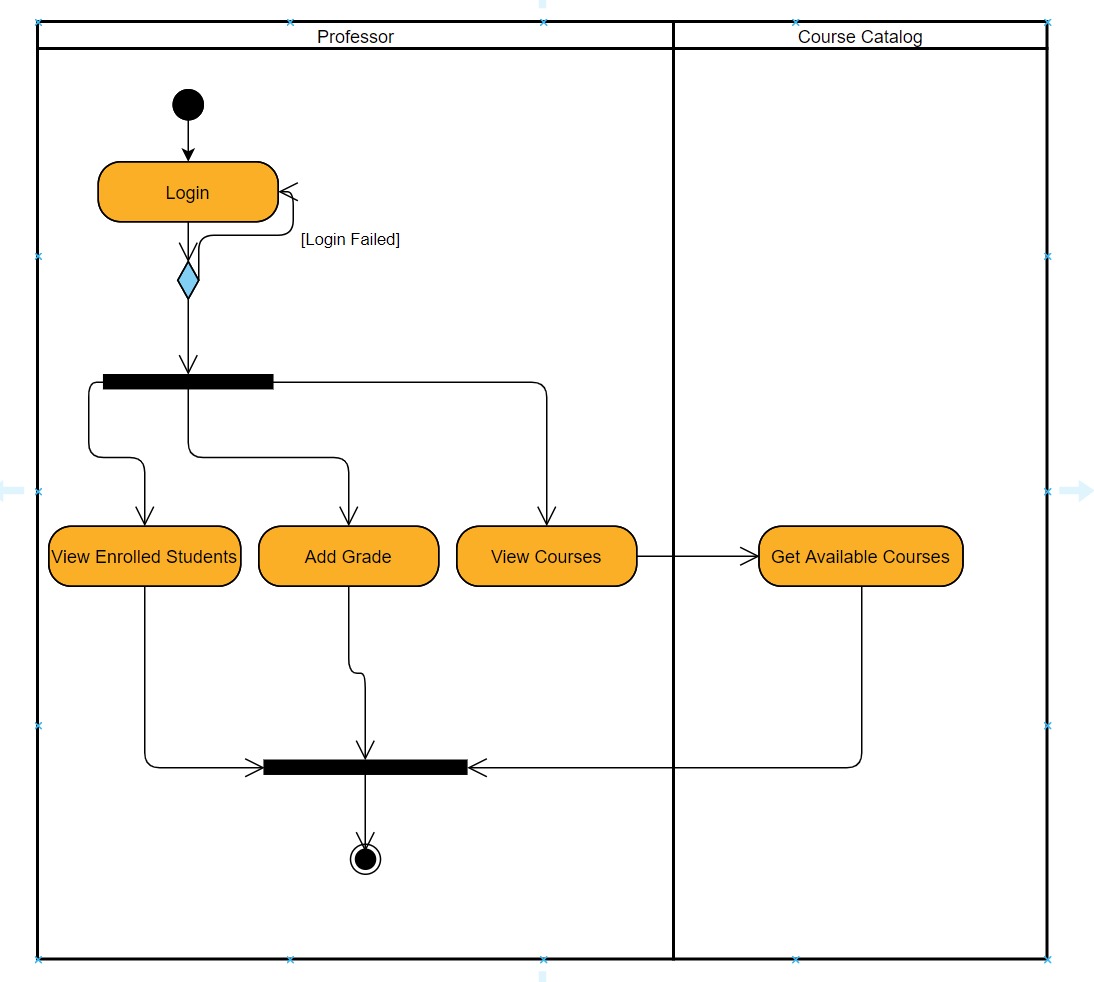 Professor
Course Catalog
Login
[Login Failed]
View Enrolled Students
Add Grade
View Courses
Get Available Courses